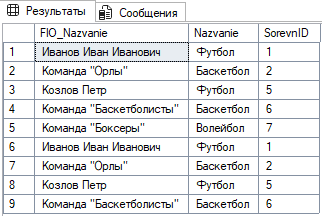 Результаты Сообщения
FIO_Nazvanie Nazvanie SorevnID
1 Иванов Иван Иванович Футбол 1
2 Команда "Орлы" Баскетбол 2
3 Козлов Петр Футбол 5
4 Команда "Баскетболисты" Баскетбол 6
5 Команда "Боксеры" Волейбол 7
6 Иванов Иван Иванович Футбол 1
7 Команда "Орлы" Баскетбол 2
8 Козлов Петр Футбол 5
9 Команда "Баскетболисты" Баскетбол 6